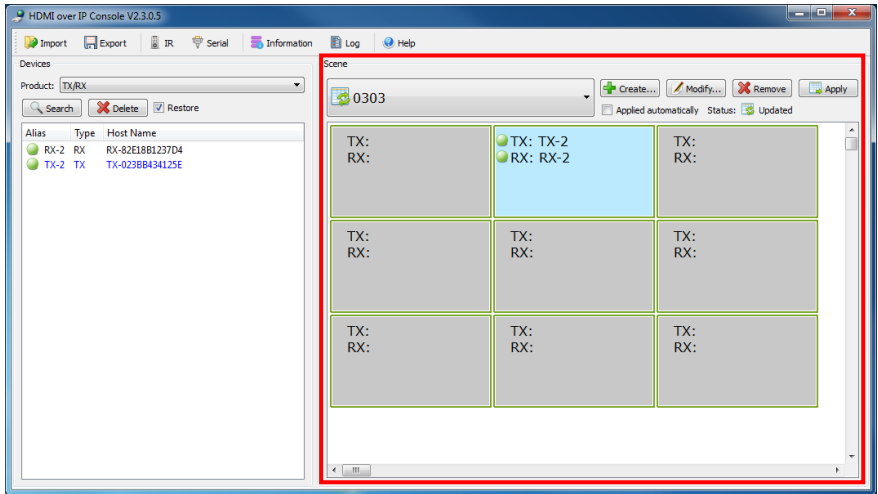 HDMI over IP Console V2.3.0.5
Import Export IR Serial Information Log Help
Devices
Product: TX/RX
Search Delete Restore
Alias Type Host Name
RX-2 RX RX-82E18B1237D4
TX-2 TX TX-023BB434125E
Scene
0303
Create... Modify... Remove Apply
Applied automatically Status: Updated
TX: TX: TX-2 TX:
RX: RX: RX-2 RX:
TX: TX: TX:
RX: RX: RX:
TX: TX: TX:
RX: RX: RX: